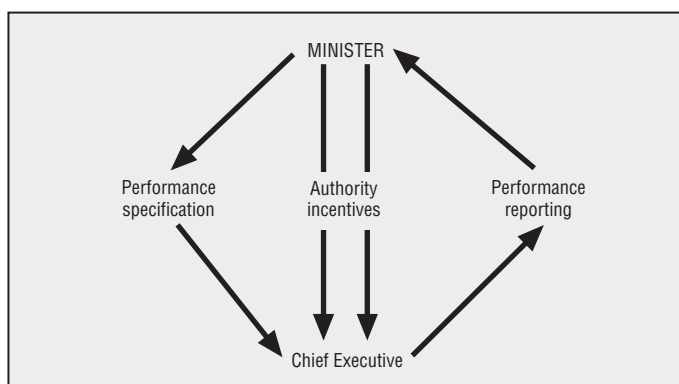 MINISTER
Performance
specification
Authority
incentives
Performance
reporting
Chief Executive